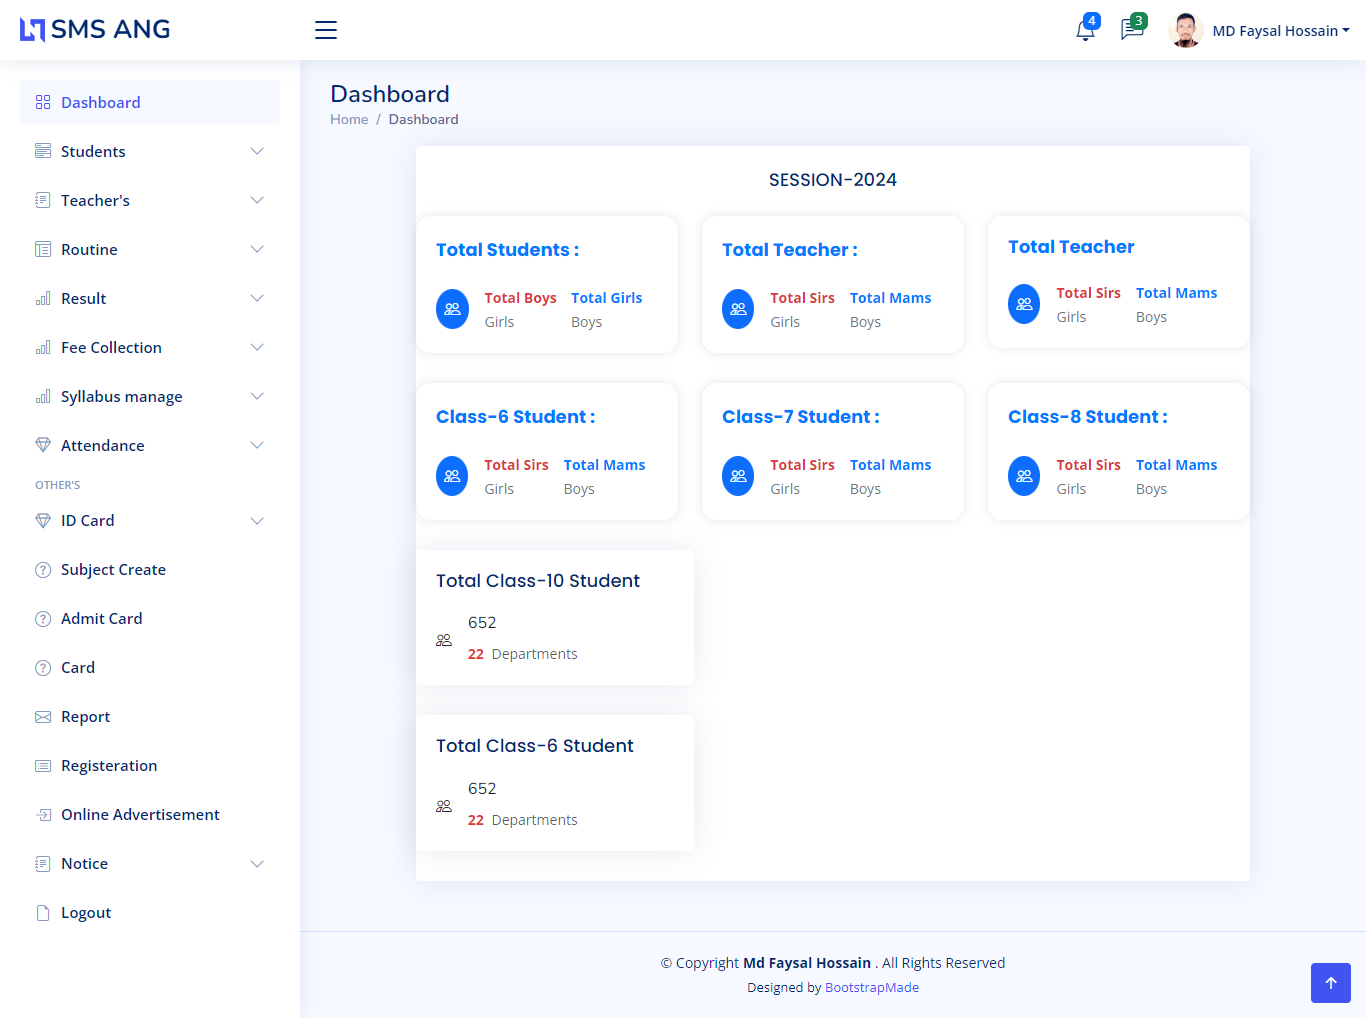 SMS ANG
4
3
MD Faysal Hossain
Dashboard
Students
Teacher's
Routine
Result
Fee Collection
Syllabus manage
Attendance
OTHER'S
ID Card
Subject Create
Admit Card
Card
Report
Registeration
Online Advertisement
Notice
Logout
Dashboard
Home / Dashboard
SESSION-2024
Total Students :
Total Boys Total Girls
Girls Boys
Total Teacher :
Total Sirs Total Mams
Girls Boys
Total Teacher
Total Sirs Total Mams
Girls Boys
Class-6 Student :
Total Sirs Total Mams
Girls Boys
Class-7 Student :
Total Sirs Total Mams
Girls Boys
Class-8 Student :
Total Sirs Total Mams
Girls Boys
Total Class-10 Student
652
22 Departments
Total Class-6 Student
652
22 Departments
© Copyright Md Faysal Hossain . All Rights Reserved
Designed by BootstrapMade